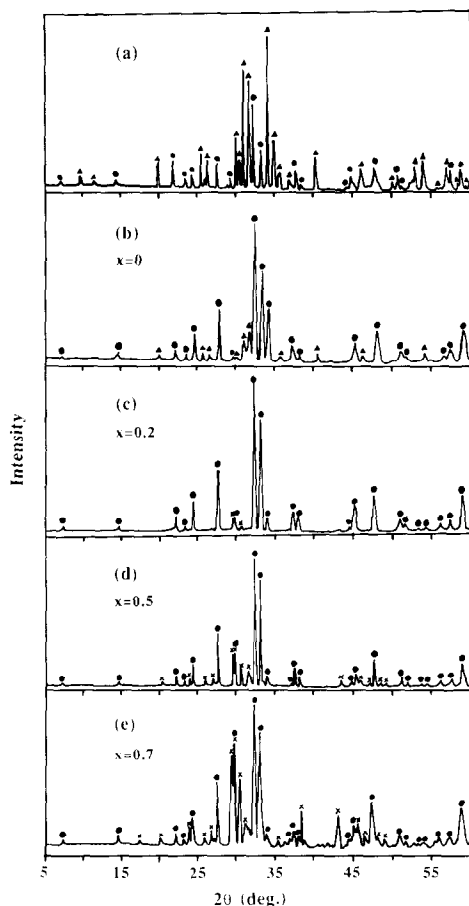 (a)
(b)
x=0
(c)
x=0.2
(d)
x=0.5
(e)
x=0.7
Intensity
5 15 25 35 45 55
2θ (deg.)